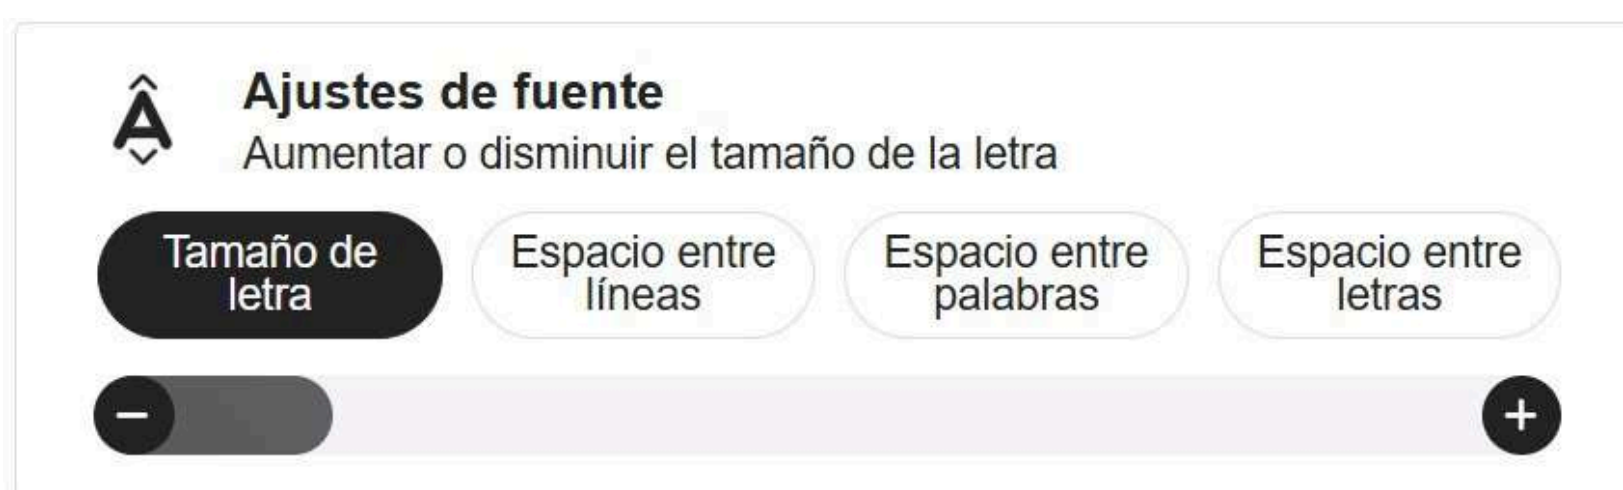 Ajustes de fuente
Aumentar o disminuir el tamaño de la letra
Tamaño de
letra
Espacio entre
líneas
Espacio entre
palabras
Espacio entre
letras